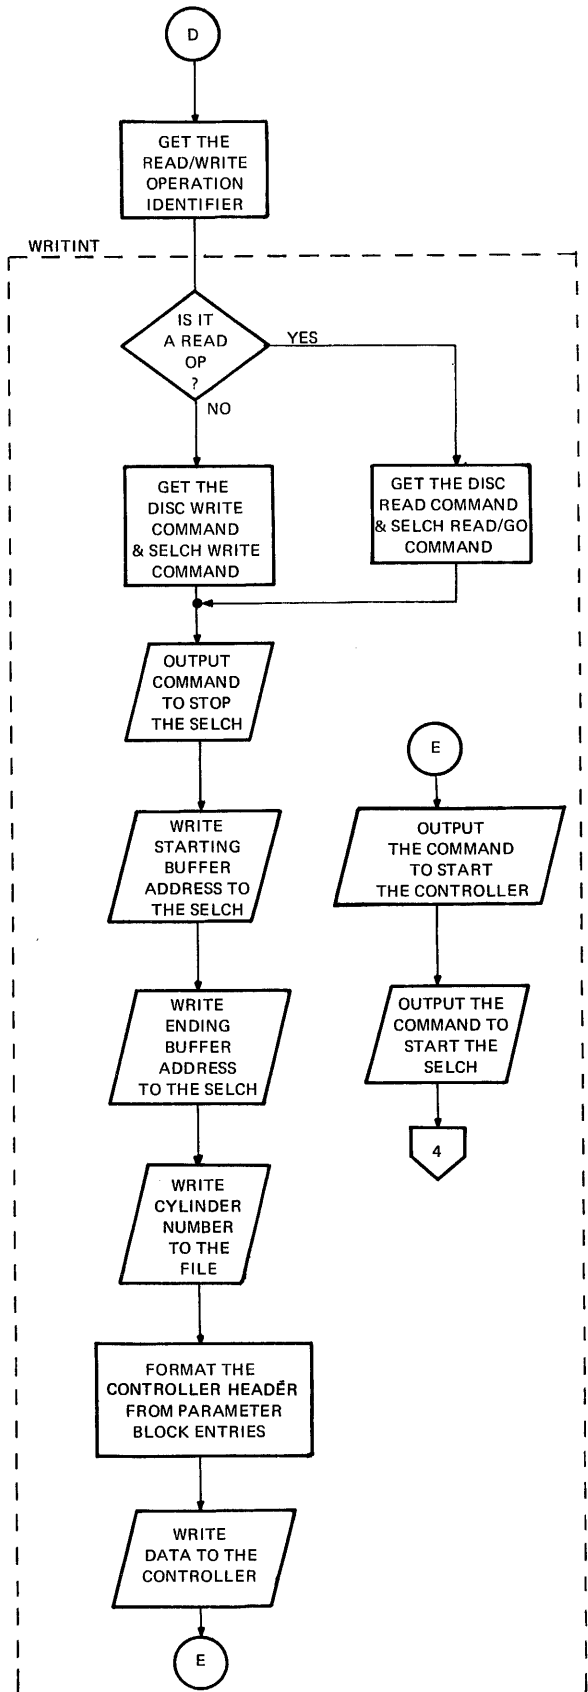 D
GET THE
READ/WRITE
OPERATION
IDENTIFIER
WRITINT
IS IT
A READ
OP
?
YES
NO
GET THE
DISC WRITE
COMMAND
& SELCH WRITE
COMMAND
GET THE DISC
READ COMMAND
& SELCH READ/GO
COMMAND
OUTPUT
COMMAND
TO STOP
THE SELCH
WRITE
STARTING
BUFFER
ADDRESS TO
THE SELCH
WRITE
ENDING
BUFFER
ADDRESS
TO THE SELCH
WRITE
CYLINDER
NUMBER
TO THE
FILE
FORMAT THE
CONTROLLER HEADER
FROM PARAMETER
BLOCK ENTRIES
WRITE
DATA TO THE
CONTROLLER
E
E
OUTPUT
THE COMMAND
TO START
THE CONTROLLER
OUTPUT THE
COMMAND TO
START THE
SELCH
4